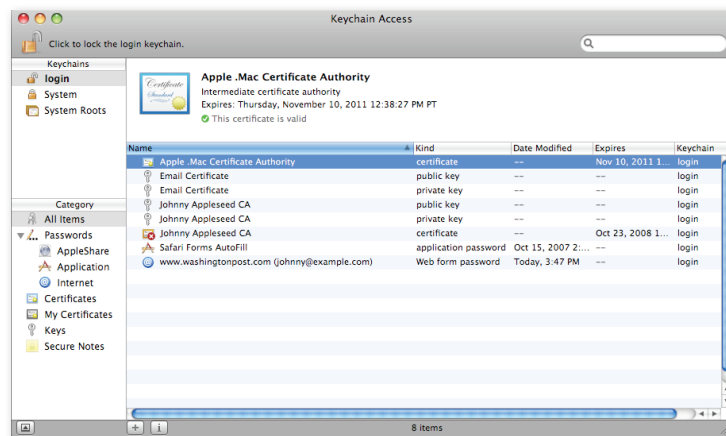 Keychain Access
Click to lock the login keychain.
Keychains
login
System
System Roots
Certificate
Standard
Apple .Mac Certificate Authority
Intermediate certificate authority
Expires: Thursday, November 10, 2011 12:38:27 PM PT
This certificate is valid
Name Kind Date Modified Expires Keychain
Apple .Mac Certificate Authority certificate -- Nov 10, 2011 1... login
Email Certificate public key -- -- login
Email Certificate private key -- -- login
Johnny Appleseed CA public key -- -- login
Johnny Appleseed CA private key -- -- login
Johnny Appleseed CA certificate -- Oct 23, 2008 1... login
Safari Forms AutoFill application password Oct 15, 2007 2:... -- login
www.washingtonpost.com (johnny@example.com) Web form password Today, 3:47 PM -- login
Category
All Items
Passwords
AppleShare
Application
Internet
Certificates
My Certificates
Keys
Secure Notes
8 items